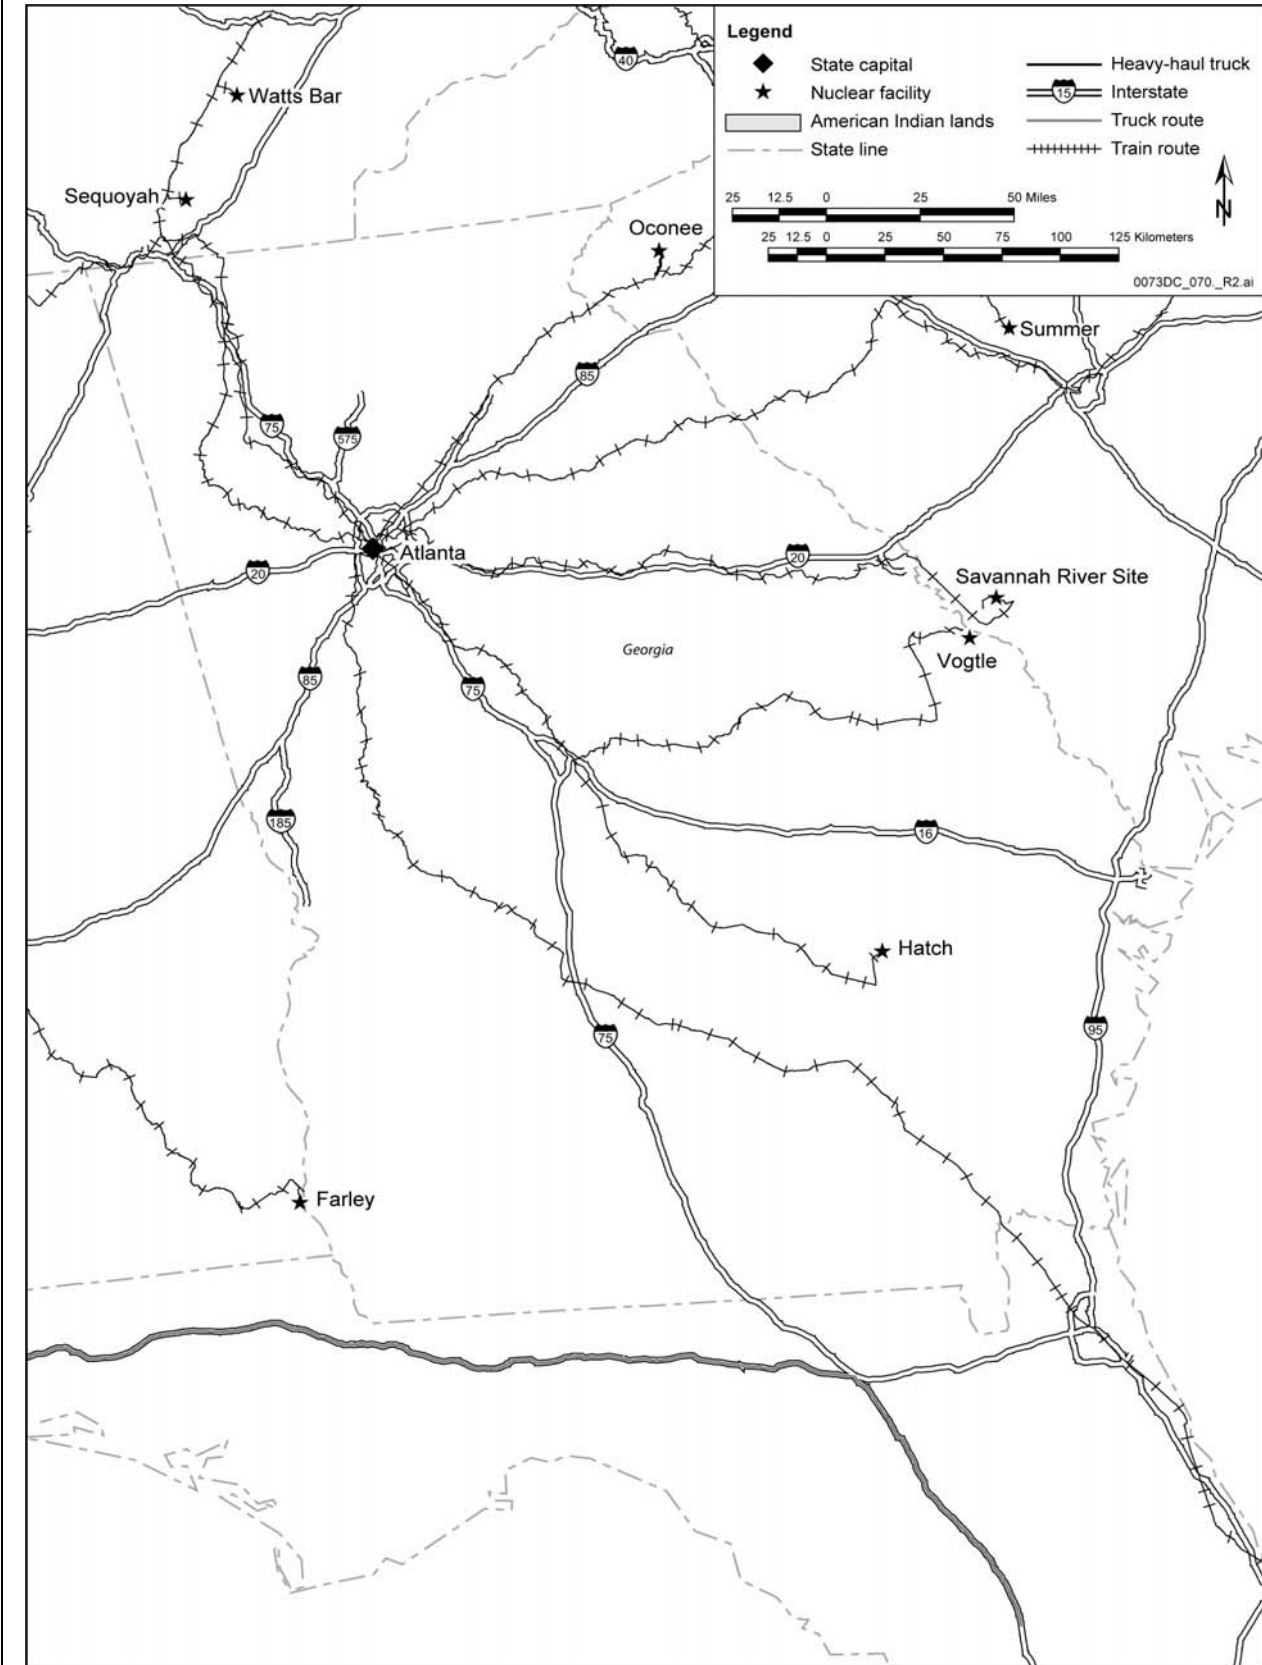 Legend
State capital
Nuclear facility
American Indian lands
State line
Heavy-haul truck
15 Interstate
Truck route
Train route
25 12.5 0 25 50 Miles
25 12.5 0 25 50 75 100 125 Kilometers
N
0073DC_070._R2.ai
40
Watts Bar
Sequoyah
Oconee
Summer
85
75
575
Atlanta
20
20
Savannah River Site
Vogtle
Georgia
85
75
185
16
Hatch
75
95
Farley